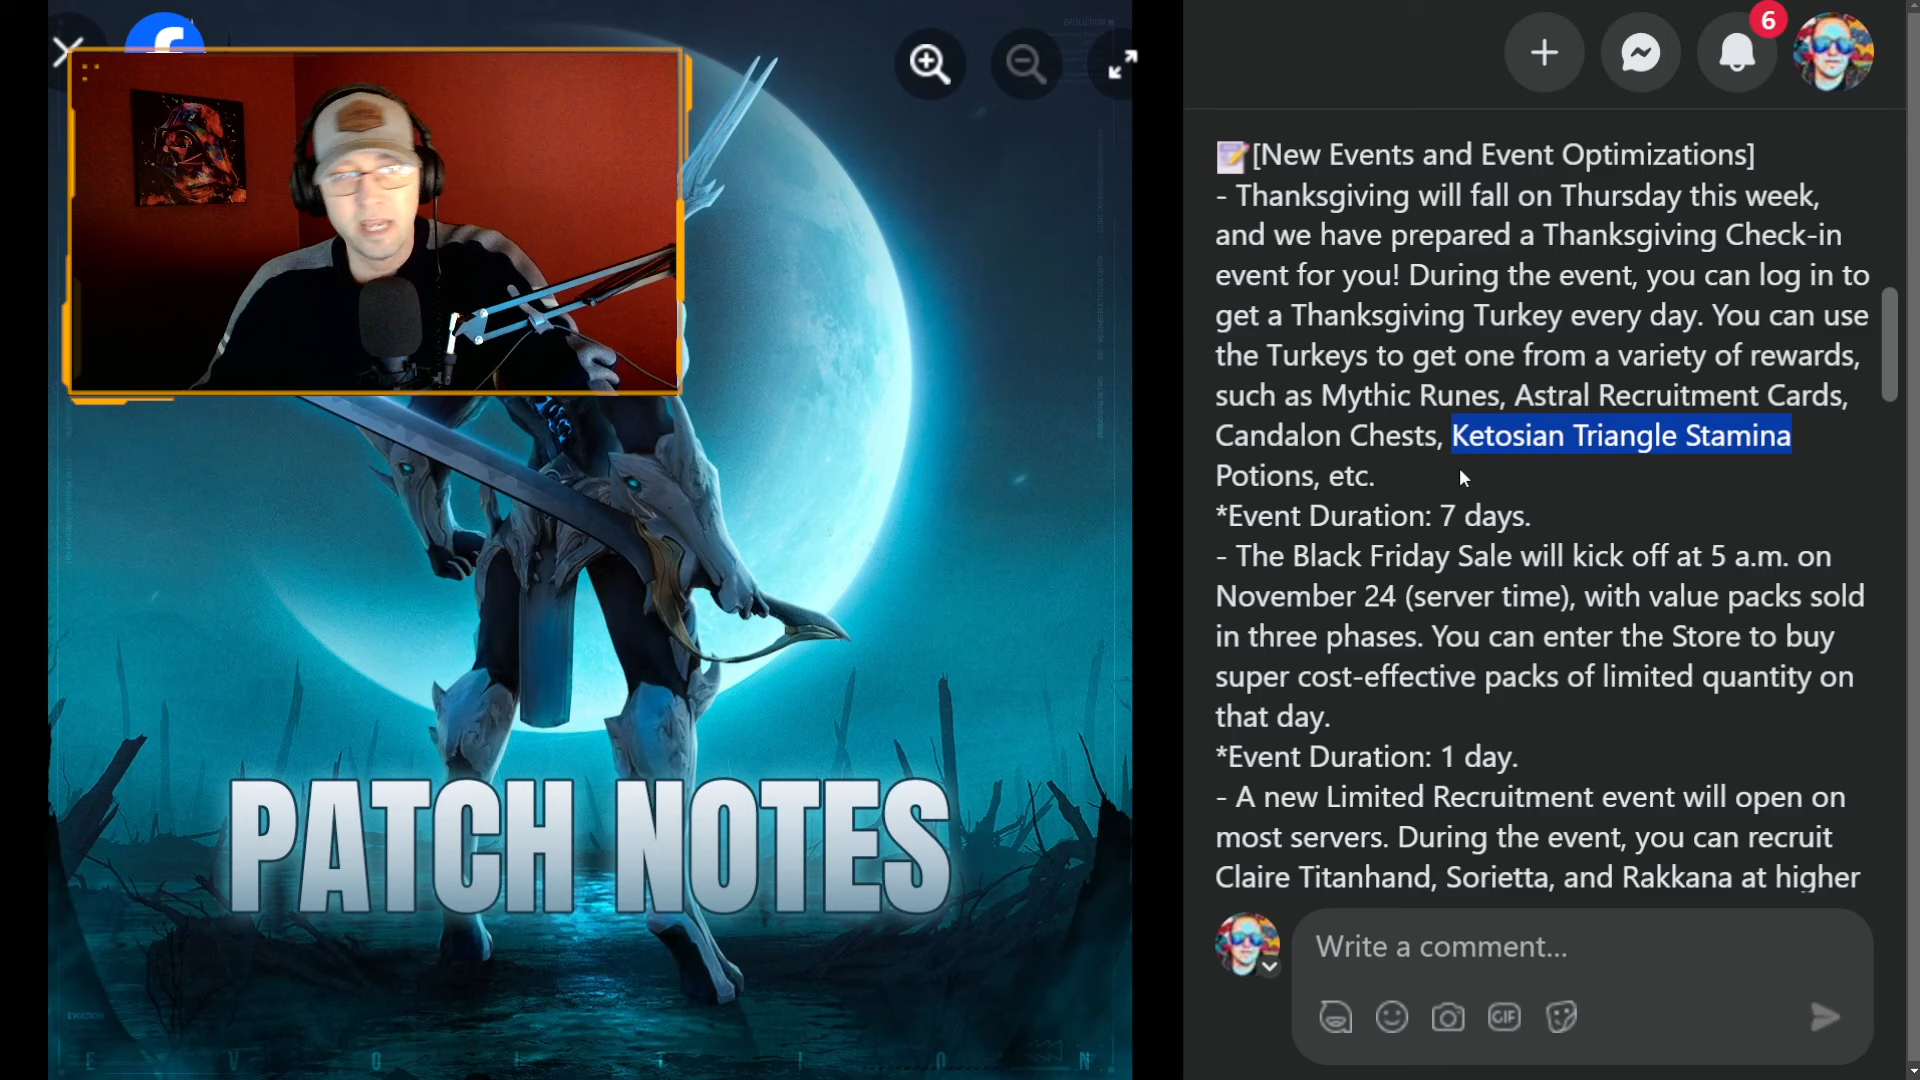 6
📝[New Events and Event Optimizations]
- Thanksgiving will fall on Thursday this week,
and we have prepared a Thanksgiving Check-in
event for you! During the event, you can log in to
get a Thanksgiving Turkey every day. You can use
the Turkeys to get one from a variety of rewards,
such as Mythic Runes, Astral Recruitment Cards,
Candalon Chests, Ketosian Triangle Stamina
Potions, etc.
*Event Duration: 7 days.
- The Black Friday Sale will kick off at 5 a.m. on
November 24 (server time), with value packs sold
in three phases. You can enter the Store to buy
super cost-effective packs of limited quantity on
that day.
*Event Duration: 1 day.
- A new Limited Recruitment event will open on
most servers. During the event, you can recruit
Claire Titanhand, Sorietta, and Rakkana at higher
Write a comment...
GIF
PATCH NOTES
EVOLUTION
EVOLUTION